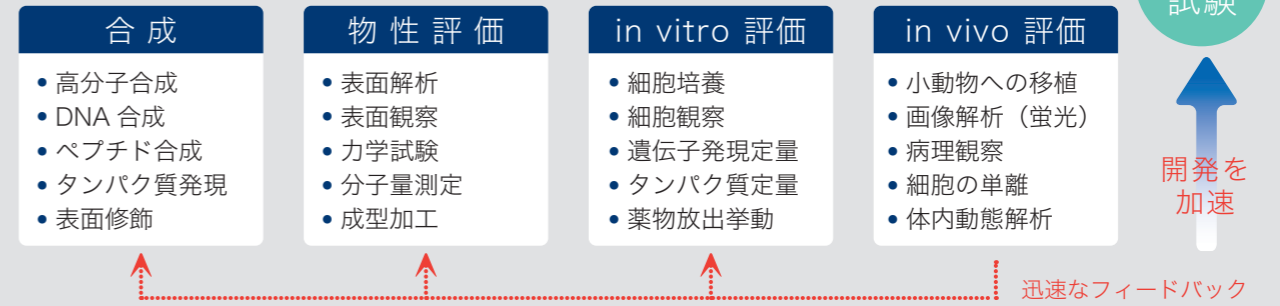 試験
合成
• 高分子合成
• DNA 合成
• ペプチド合成
• タンパク質発現
• 表面修飾
物性評価
• 表面解析
• 表面観察
• 力学試験
• 分子量測定
• 成型加工
in vitro 評価
• 細胞培養
• 細胞観察
• 遺伝子発現定量
• タンパク質定量
• 薬物放出挙動
in vivo 評価
• 小動物への移植
• 画像解析（蛍光）
• 病理観察
• 細胞の単離
• 体内動態解析
開発を
加速
迅速なフィードバック